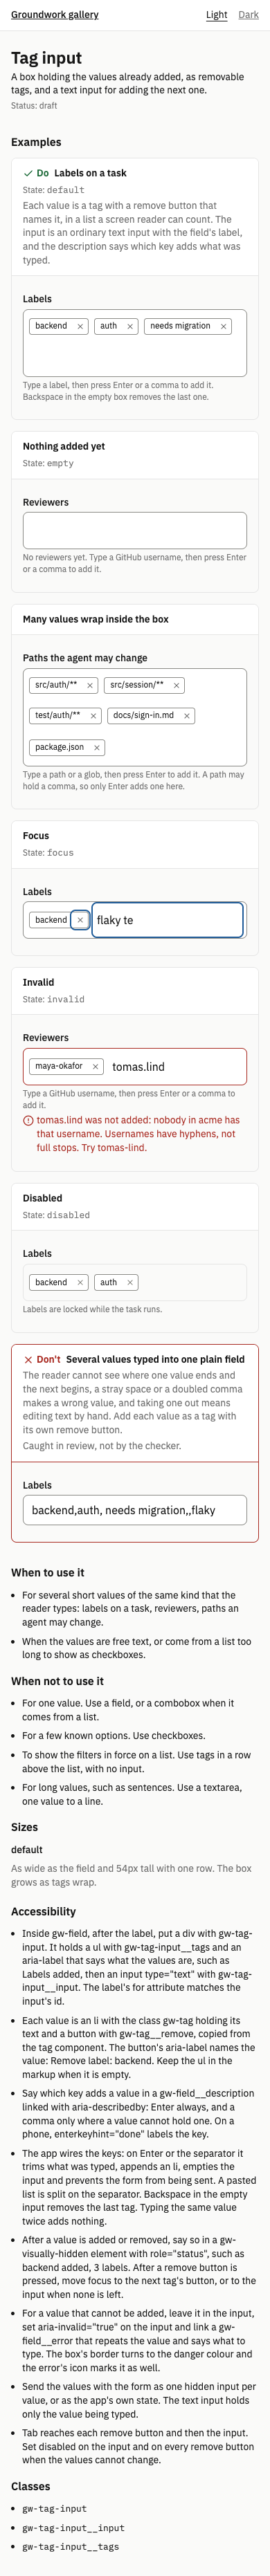 Groundwork gallery Light Dark
Tag input
A box holding the values already added, as removable
tags, and a text input for adding the next one.
Status: draft
Examples
Do Labels on a task
State: default
Each value is a tag with a remove button that
names it, in a list a screen reader can count. The
input is an ordinary text input with the field's label,
and the description says which key adds what was
typed.
Labels
backend × auth × needs migration ×
Type a label, then press Enter or a comma to add it.
Backspace in the empty box removes the last one.
Nothing added yet
State: empty
Reviewers
No reviewers yet. Type a GitHub username, then press Enter
or a comma to add it.
Many values wrap inside the box
Paths the agent may change
src/auth/** × src/session/** ×
test/auth/** × docs/sign-in.md ×
package.json ×
Type a path or a glob, then press Enter to add it. A path may
hold a comma, so only Enter adds one here.
Focus
State: focus
Labels
backend × flaky te
Invalid
State: invalid
Reviewers
maya-okafor × tomas.lind
Type a GitHub username, then press Enter or a comma to
add it.
tomas.lind was not added: nobody in acme has
that username. Usernames have hyphens, not
full stops. Try tomas-lind.
Disabled
State: disabled
Labels
backend × auth ×
Labels are locked while the task runs.
Don't Several values typed into one plain field
The reader cannot see where one value ends and
the next begins, a stray space or a doubled comma
makes a wrong value, and taking one out means
editing text by hand. Add each value as a tag with
its own remove button.
Caught in review, not by the checker.
Labels
backend,auth, needs migration,,flaky
When to use it
• For several short values of the same kind that the
reader types: labels on a task, reviewers, paths an
agent may change.
• When the values are free text, or come from a list too
long to show as checkboxes.
When not to use it
• For one value. Use a field, or a combobox when it
comes from a list.
• For a few known options. Use checkboxes.
• To show the filters in force on a list. Use tags in a row
above the list, with no input.
• For long values, such as sentences. Use a textarea,
one value to a line.
Sizes
default
As wide as the field and 54px tall with one row. The box
grows as tags wrap.
Accessibility
• Inside gw-field, after the label, put a div with gw-tag-
input. It holds a ul with gw-tag-input__tags and an
aria-label that says what the values are, such as
Labels added, then an input type="text" with gw-tag-
input__input. The label's for attribute matches the
input's id.
• Each value is an li with the class gw-tag holding its
text and a button with gw-tag__remove, copied from
the tag component. The button's aria-label names the
value: Remove label: backend. Keep the ul in the
markup when it is empty.
• Say which key adds a value in a gw-field__description
linked with aria-describedby: Enter always, and a
comma only where a value cannot hold one. On a
phone, enterkeyhint="done" labels the key.
• The app wires the keys: on Enter or the separator it
trims what was typed, appends an li, empties the
input and prevents the form from being sent. A pasted
list is split on the separator. Backspace in the empty
input removes the last tag. Typing the same value
twice adds nothing.
• After a value is added or removed, say so in a gw-
visually-hidden element with role="status", such as
backend added, 3 labels. After a remove button is
pressed, move focus to the next tag's button, or to the
input when none is left.
• For a value that cannot be added, leave it in the input,
set aria-invalid="true" on the input and link a gw-
field__error that repeats the value and says what to
type. The box's border turns to the danger colour and
the error's icon marks it as well.
• Send the values with the form as one hidden input per
value, or as the app's own state. The text input holds
only the value being typed.
• Tab reaches each remove button and then the input.
Set disabled on the input and on every remove button
when the values cannot change.
Classes
• gw-tag-input
• gw-tag-input__input
• gw-tag-input__tags